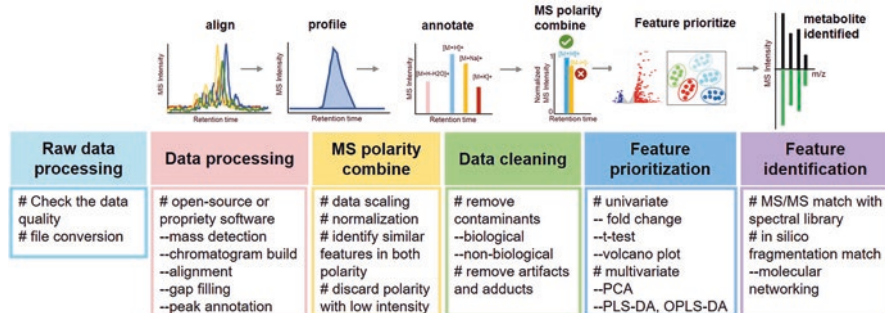 align
profile
annotate
MS polarity
combine
Feature prioritize
metabolite
identified
MS Intensity
Retention time
MS Intensity
Retention time
MS Intensity
[M+H-H2O]+
[M+H]+
[M+Na]+
[M+K]+
Retention time
Normalized
MS Intensity
1
0
[M+H]+
[M-H]-
Retention time
MS Intensity
m/z
Raw data
processing
# Check the data
quality
# file conversion
Data processing
# open-source or
propriety software
--mass detection
--chromatogram build
--alignment
--gap filling
--peak annotation
MS polarity
combine
# data scaling
# normalization
# identify similar
features in both
polarity
# discard polarity
with low intensity
Data cleaning
# remove
contaminants
--biological
--non-biological
# remove artifacts
and adducts
Feature
prioritization
# univariate
-- fold change
--t-test
--volcano plot
# multivariate
--PCA
--PLS-DA, OPLS-DA
Feature
identification
# MS/MS match with
spectral library
# in silico
fragmentation match
--molecular
networking